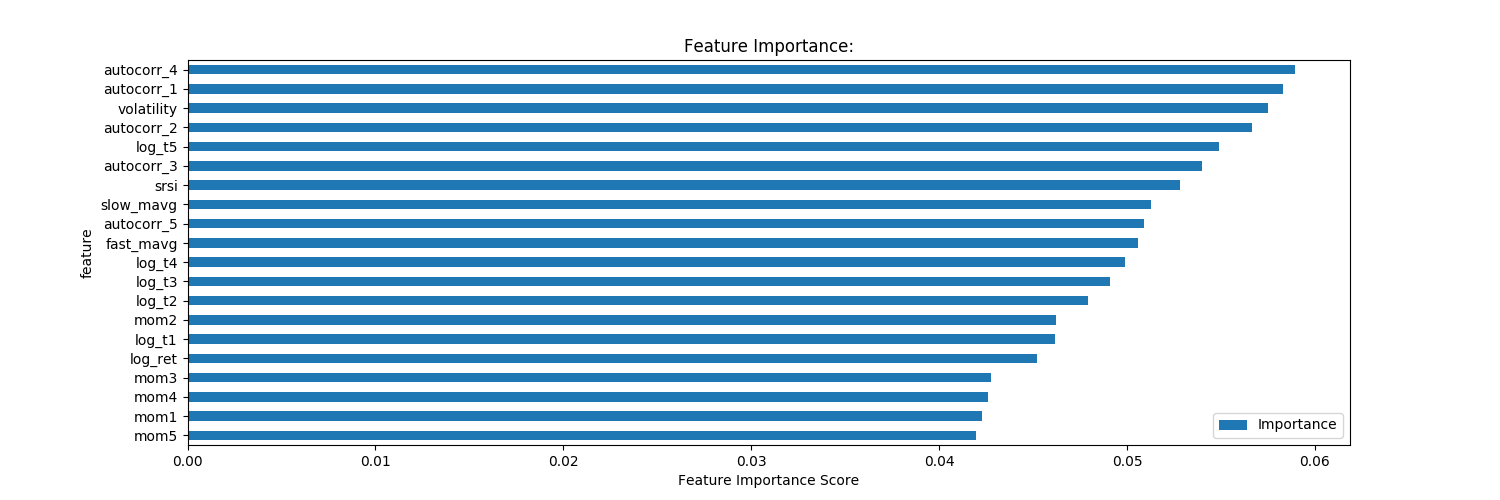 Feature Importance:
feature
autocorr_4
autocorr_1
volatility
autocorr_2
log_t5
autocorr_3
srsi
slow_mavg
autocorr_5
fast_mavg
log_t4
log_t3
log_t2
mom2
log_t1
log_ret
mom3
mom4
mom1
mom5
Importance
0.00 0.01 0.02 0.03 0.04 0.05 0.06
Feature Importance Score